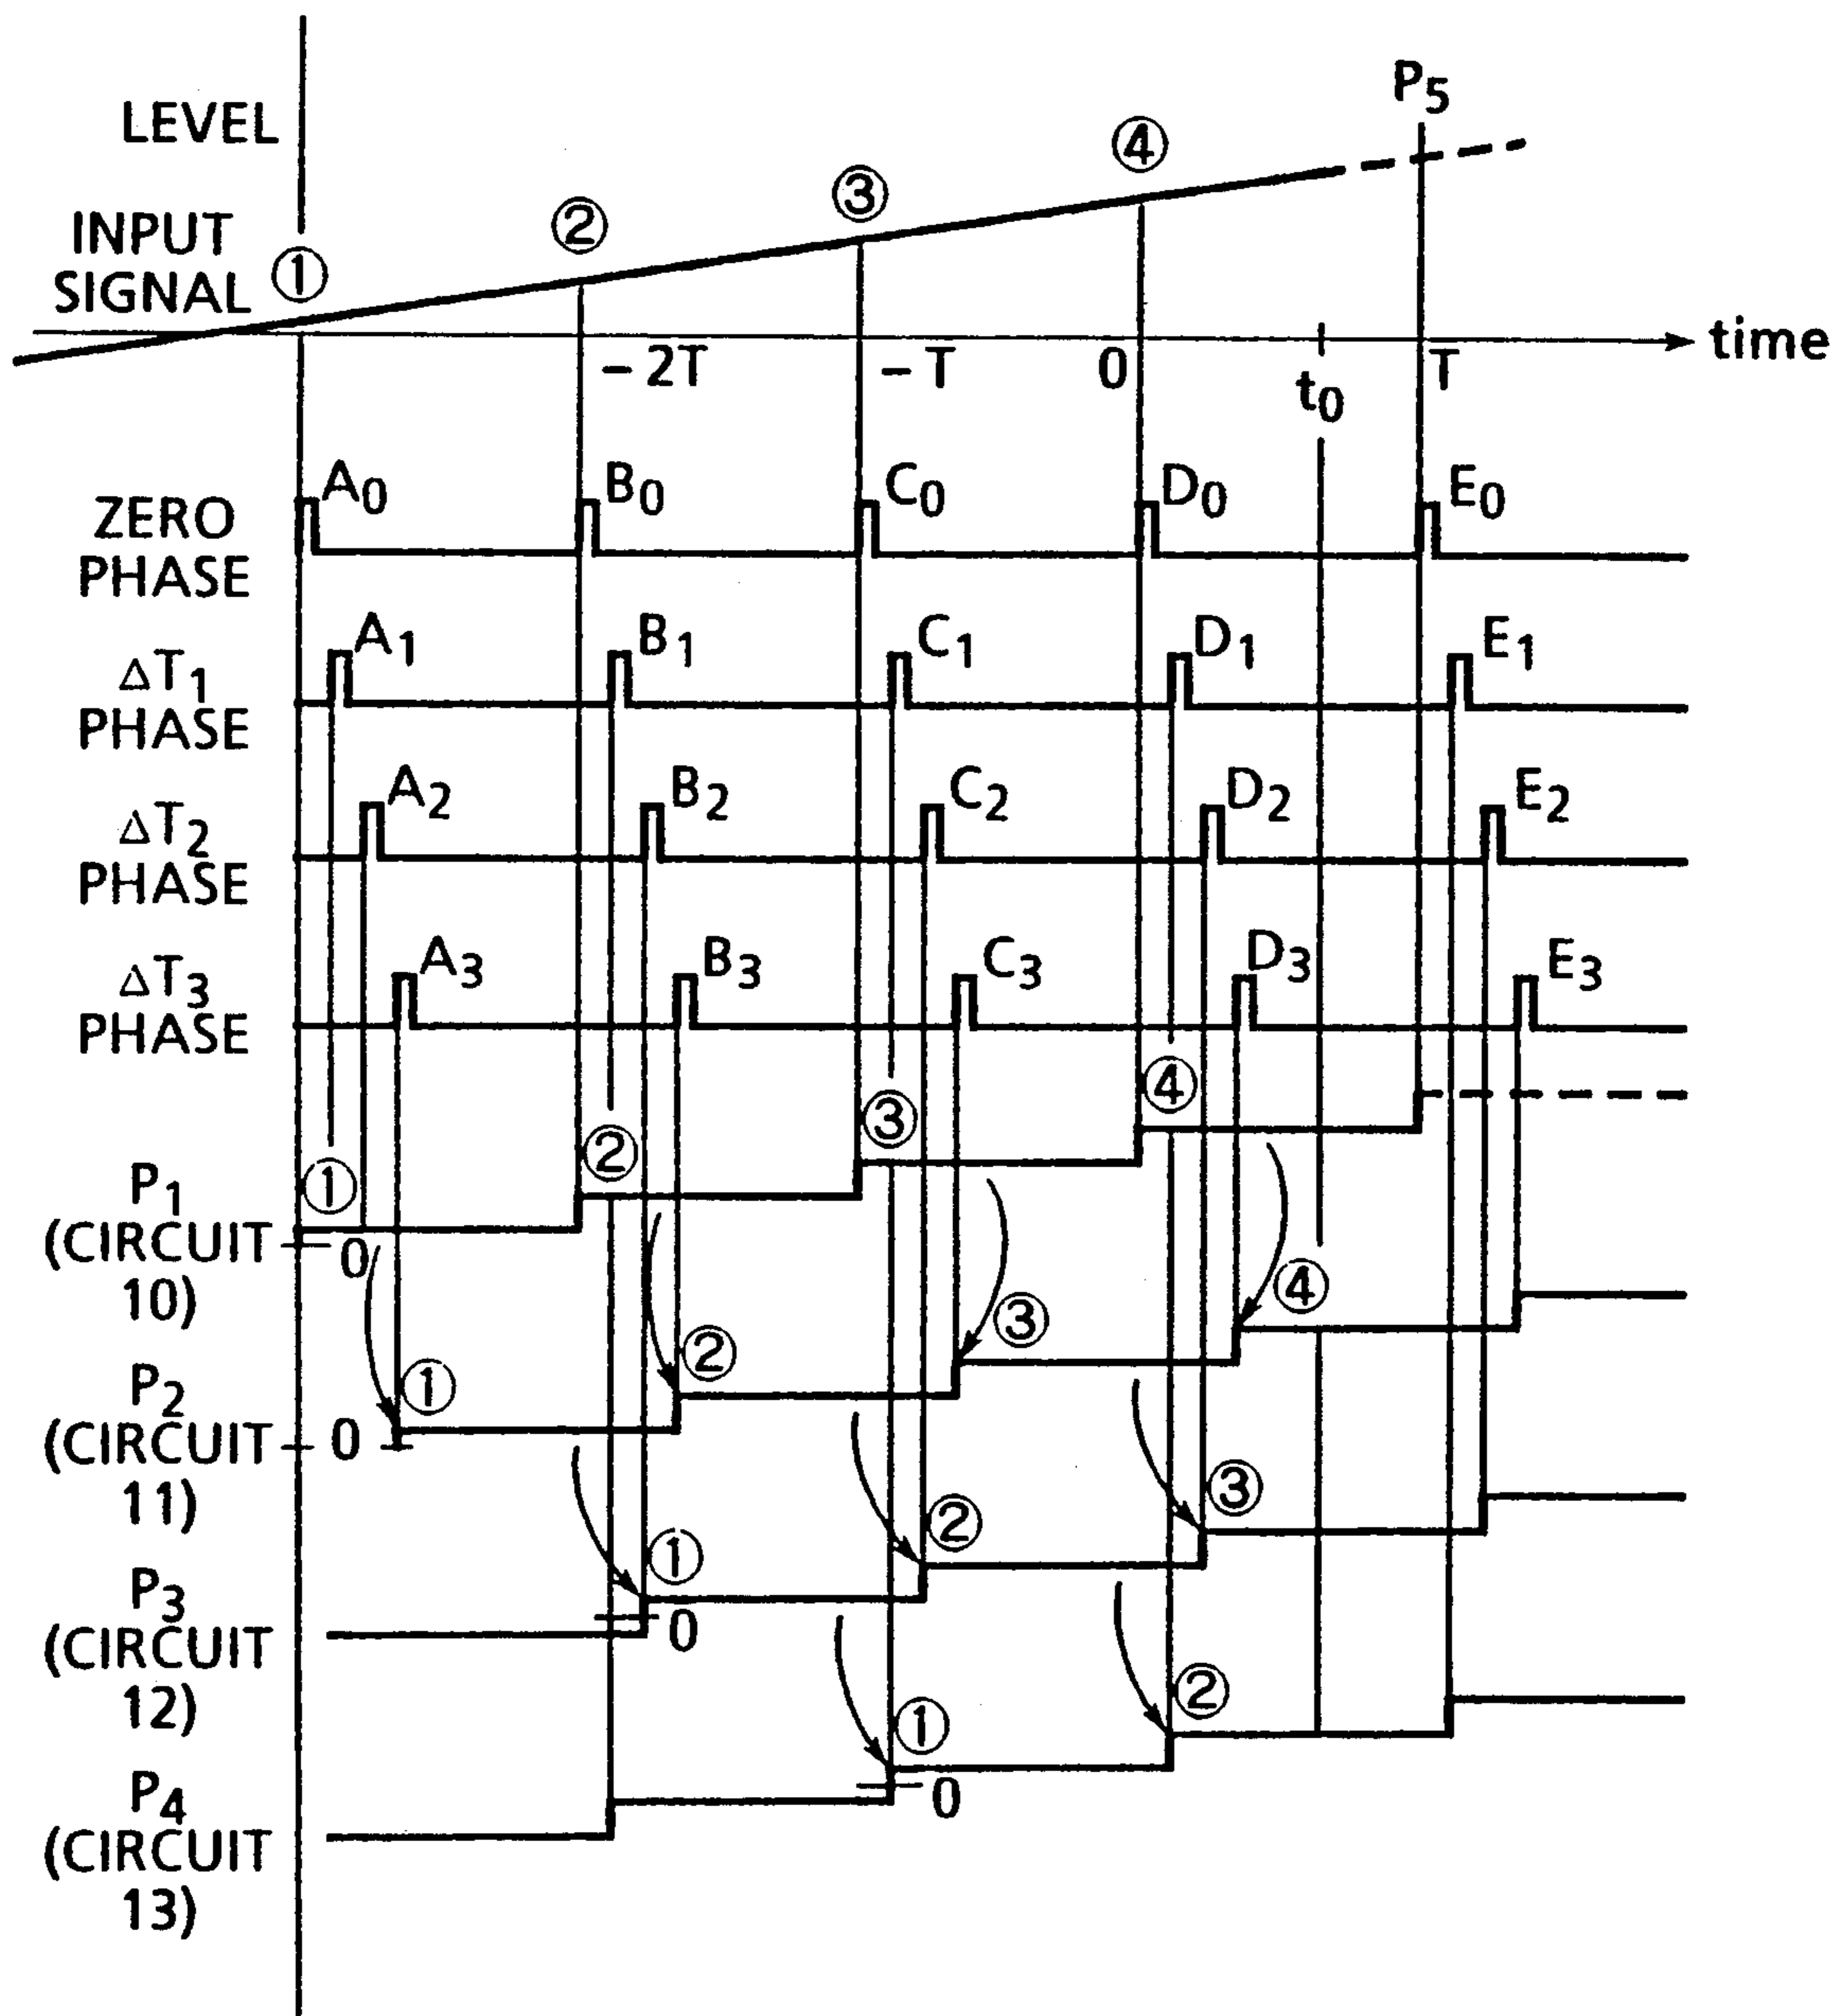 LEVEL
P5
④
③
②
INPUT
SIGNAL
①
time
-2T
-T
0
t0
T
ZERO
PHASE
A0
B0
C0
D0
E0
△T1
PHASE
A1
B1
C1
D1
E1
△T2
PHASE
A2
B2
C2
D2
E2
△T3
PHASE
A3
B3
C3
D3
E3
P1
(CIRCUIT
10)
①
②
③
④
0
P2
(CIRCUIT
11)
①
②
③
④
0
P3
(CIRCUIT
12)
①
②
③
0
P4
(CIRCUIT
13)
①
②
0